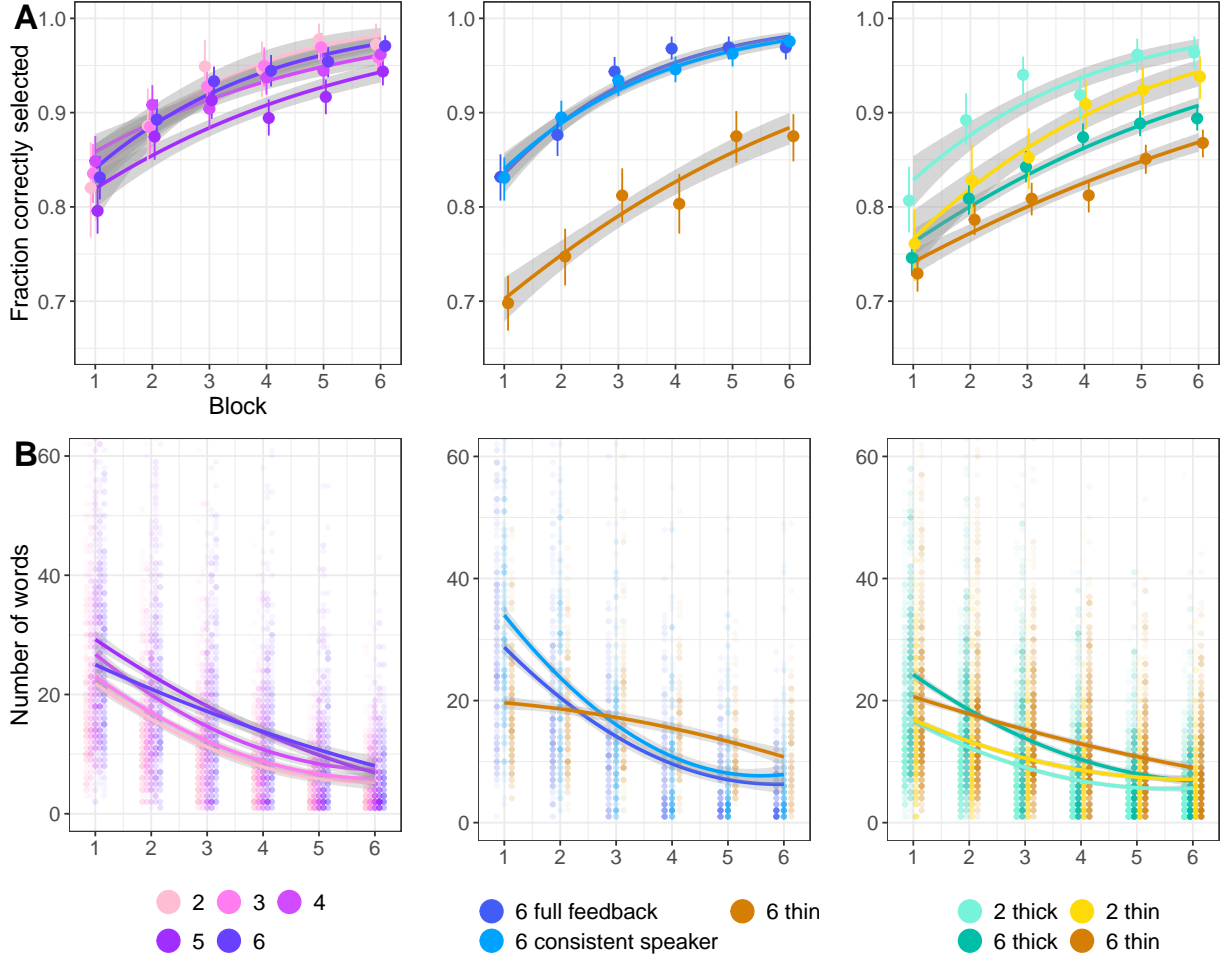 A
Fraction correctly selected
1.0
0.9
0.8
0.7
1 2 3 4 5 6
Block
1.0
0.9
0.8
0.7
1 2 3 4 5 6
1.0
0.9
0.8
0.7
1 2 3 4 5 6
B
Number of words
60
40
20
0
1 2 3 4 5 6
60
40
20
0
1 2 3 4 5 6
60
40
20
0
1 2 3 4 5 6
2 3 4
5 6
6 full feedback 6 thin
6 consistent speaker
2 thick 2 thin
6 thick 6 thin